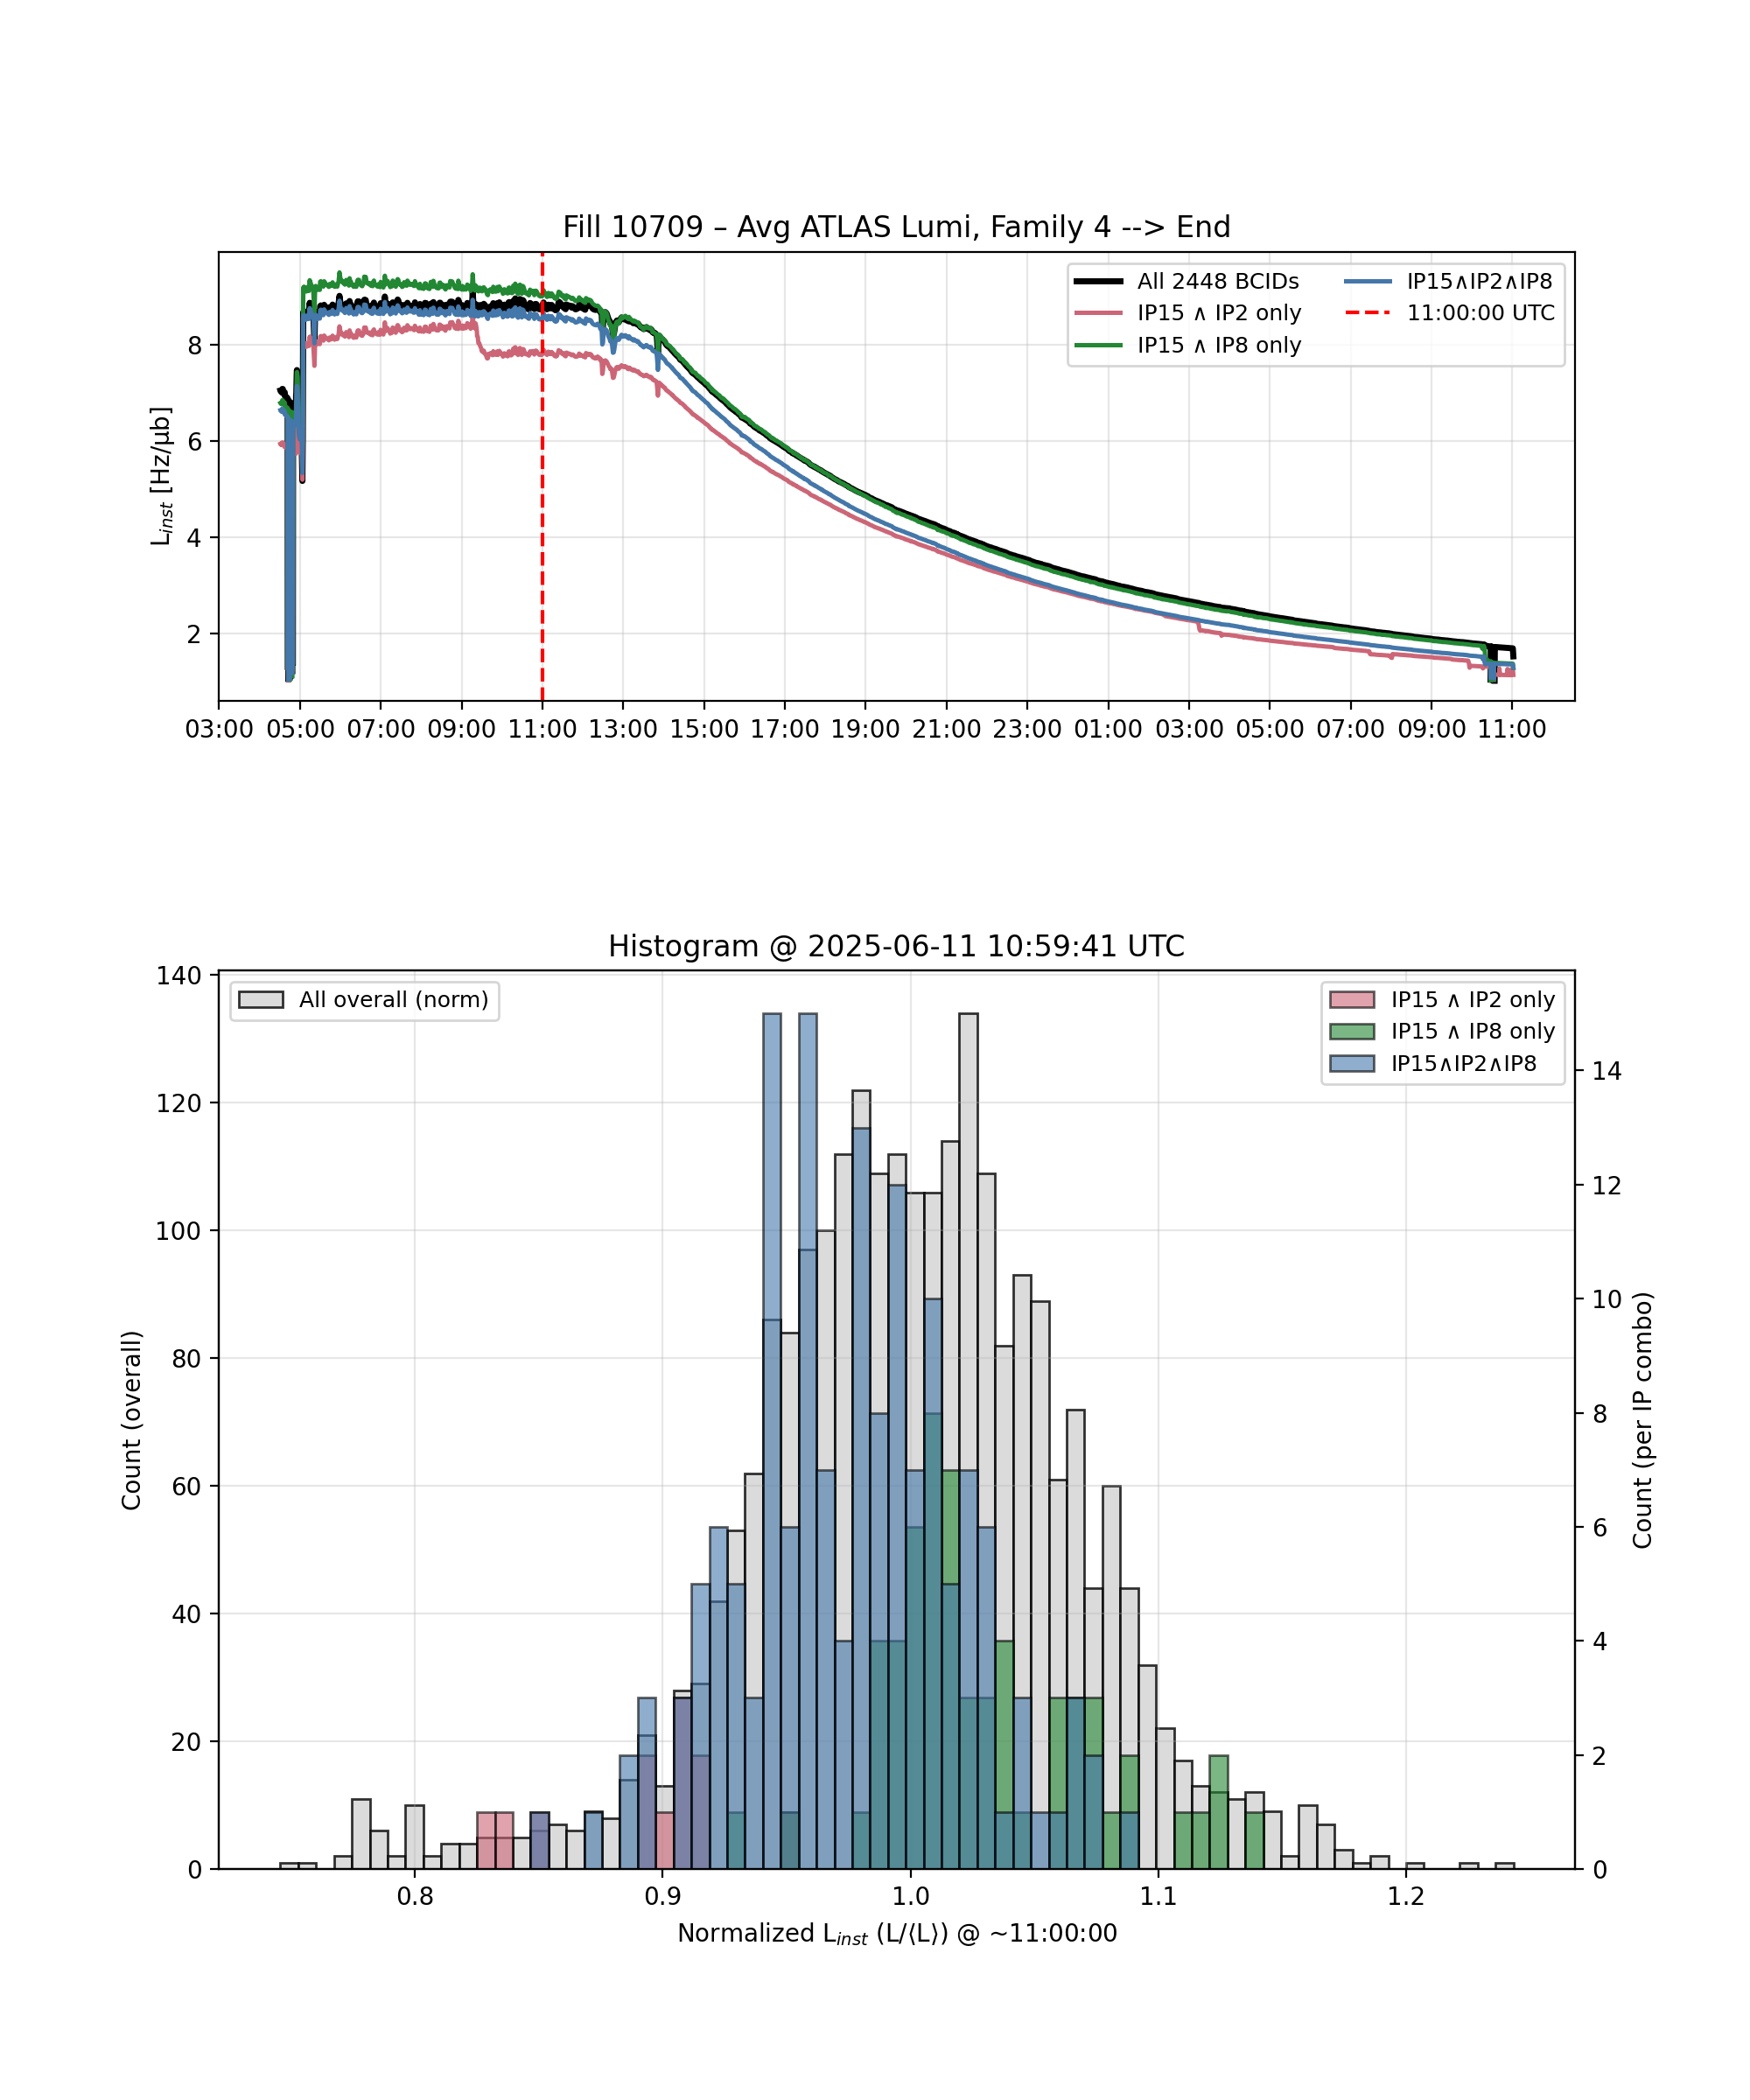 Fill 10709 – Avg ATLAS Lumi, Family 4 --> End
All 2448 BCIDs
IP15 ∧ IP2 only
IP15 ∧ IP8 only
IP15∧IP2∧IP8
11:00:00 UTC
L_inst [Hz/μb]
8
6
4
2
03:00 05:00 07:00 09:00 11:00 13:00 15:00 17:00 19:00 21:00 23:00 01:00 03:00 05:00 07:00 09:00 11:00
Histogram @ 2025-06-11 10:59:41 UTC
All overall (norm)
IP15 ∧ IP2 only
IP15 ∧ IP8 only
IP15∧IP2∧IP8
Count (overall)
140
120
100
80
60
40
20
0
Count (per IP combo)
14
12
10
8
6
4
2
0
0.8 0.9 1.0 1.1 1.2
Normalized L_inst (L/⟨L⟩) @ ~11:00:00